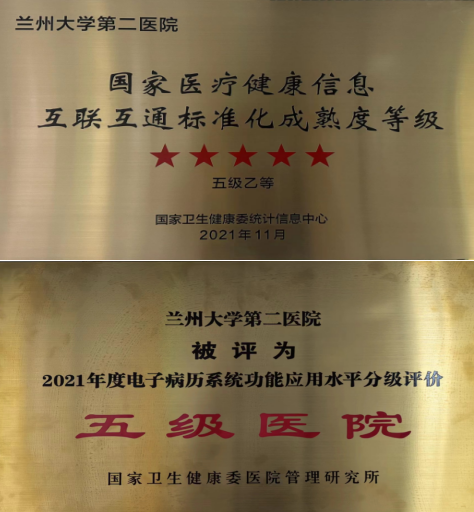 兰州大学第二医院
国家医疗健康信息
互联互通标准化成熟度等级
五级乙等
国家卫生健康委统计信息中心
2021年11月
兰州大学第二医院
被评为
2021年度电子病历系统功能应用水平分级评价
五级医院
国家卫生健康委医院管理研究所